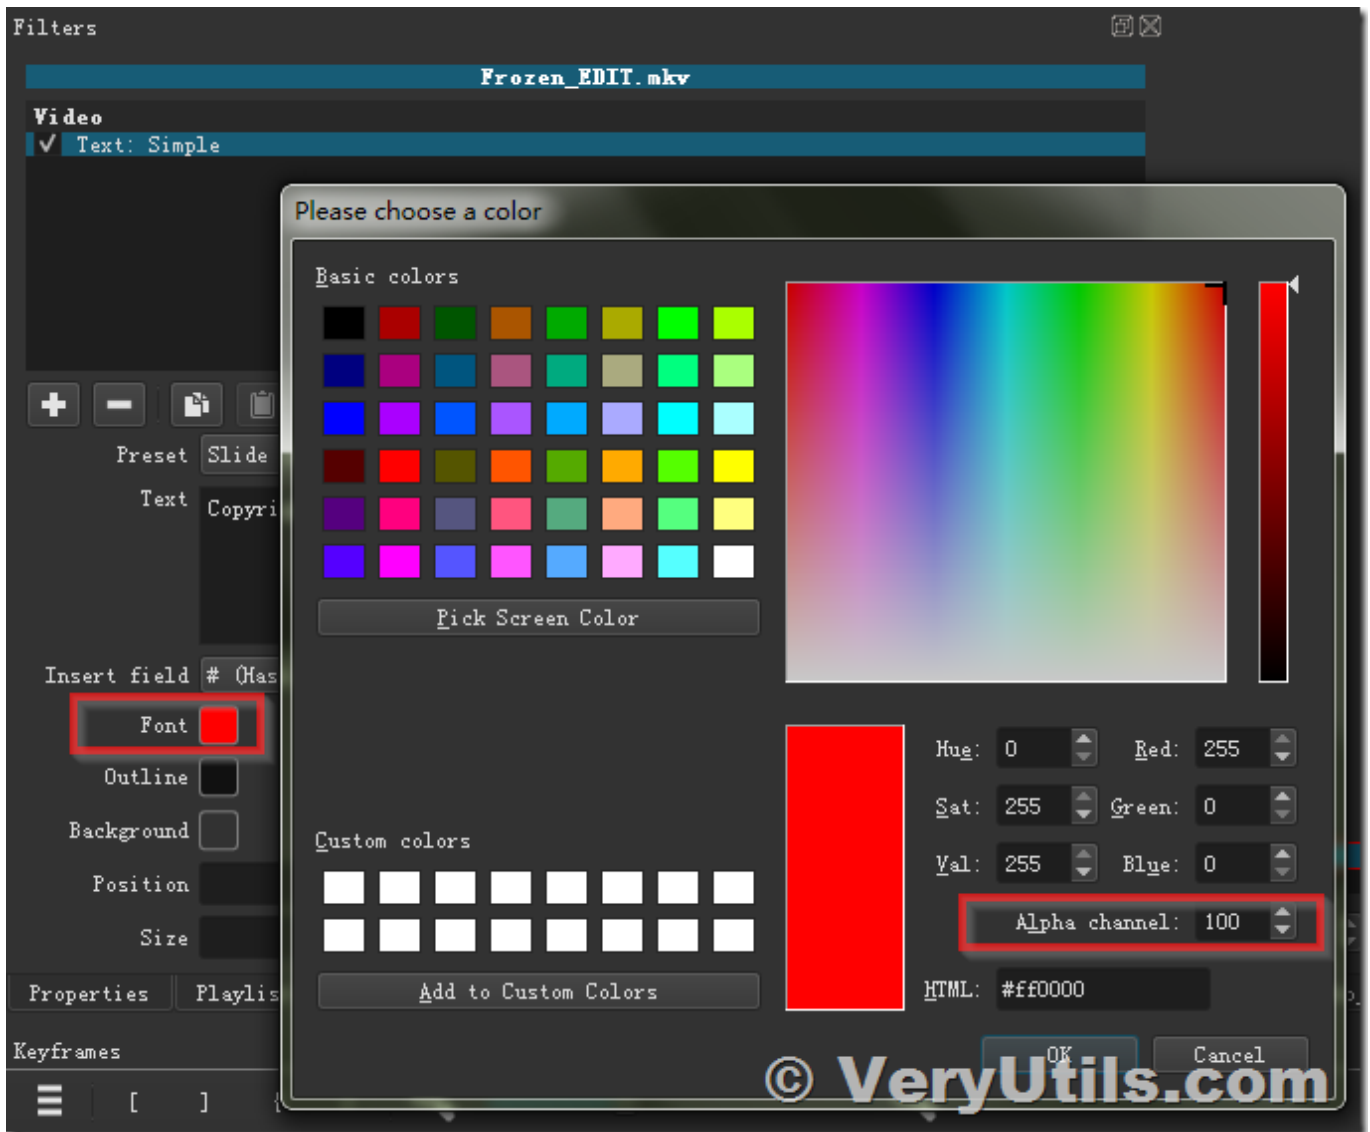 Filters
Frozen_EDIT.mkv
Video
Text: Simple
Please choose a color
Basic colors
Pick Screen Color
Preset Slide
Text Copyri
Insert field # (Has
Font
Outline
Background
Position
Size
Custom colors
Add to Custom Colors
Hue: 0 Red: 255
Sat: 255 Green: 0
Val: 255 Blue: 0
Alpha channel: 100
HTML: #ff0000
OK Cancel
Properties Playlis
Keyframes
[ ] {
© VeryUtils.com